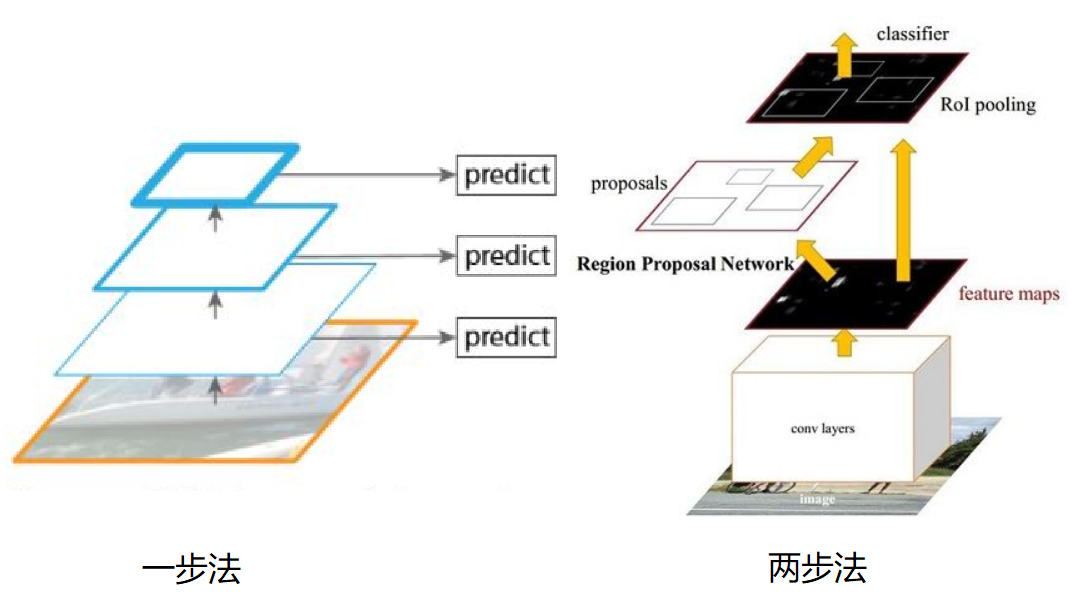 predict
predict
predict
一步法
classifier
RoI pooling
proposals
Region Proposal Network
feature maps
conv layers
image
两步法